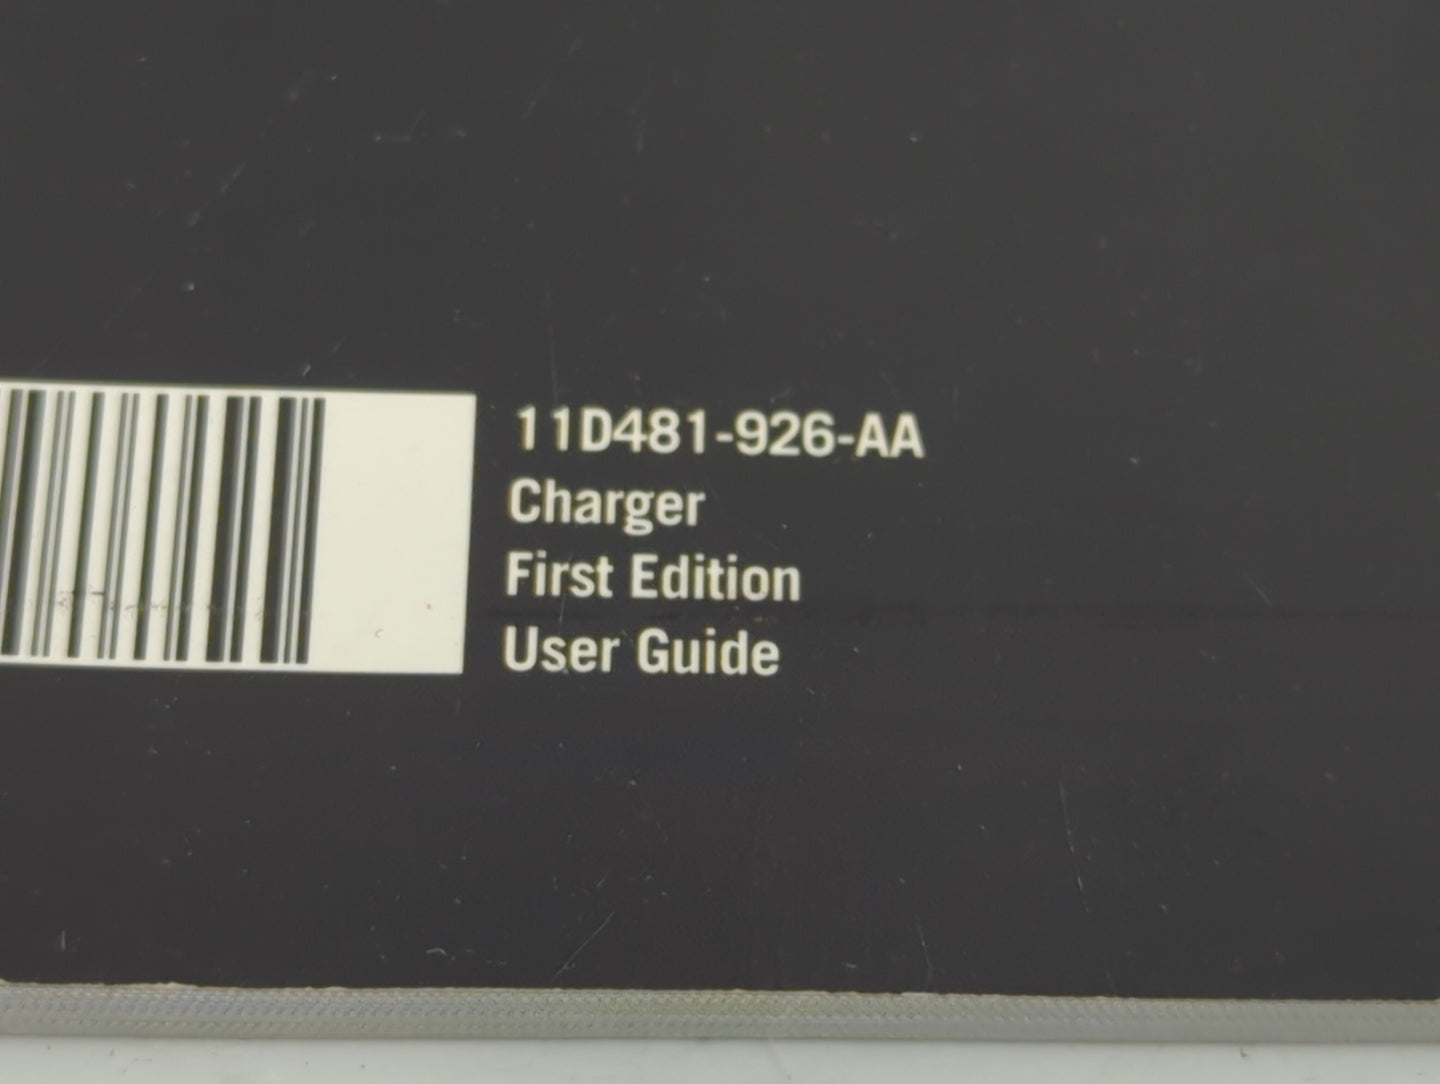 11D481-926-AA
Charger
First Edition
User Guide